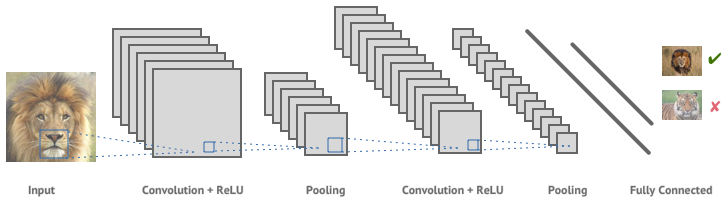 Input
Convolution + ReLU
Pooling
Convolution + ReLU
Pooling
Fully Connected